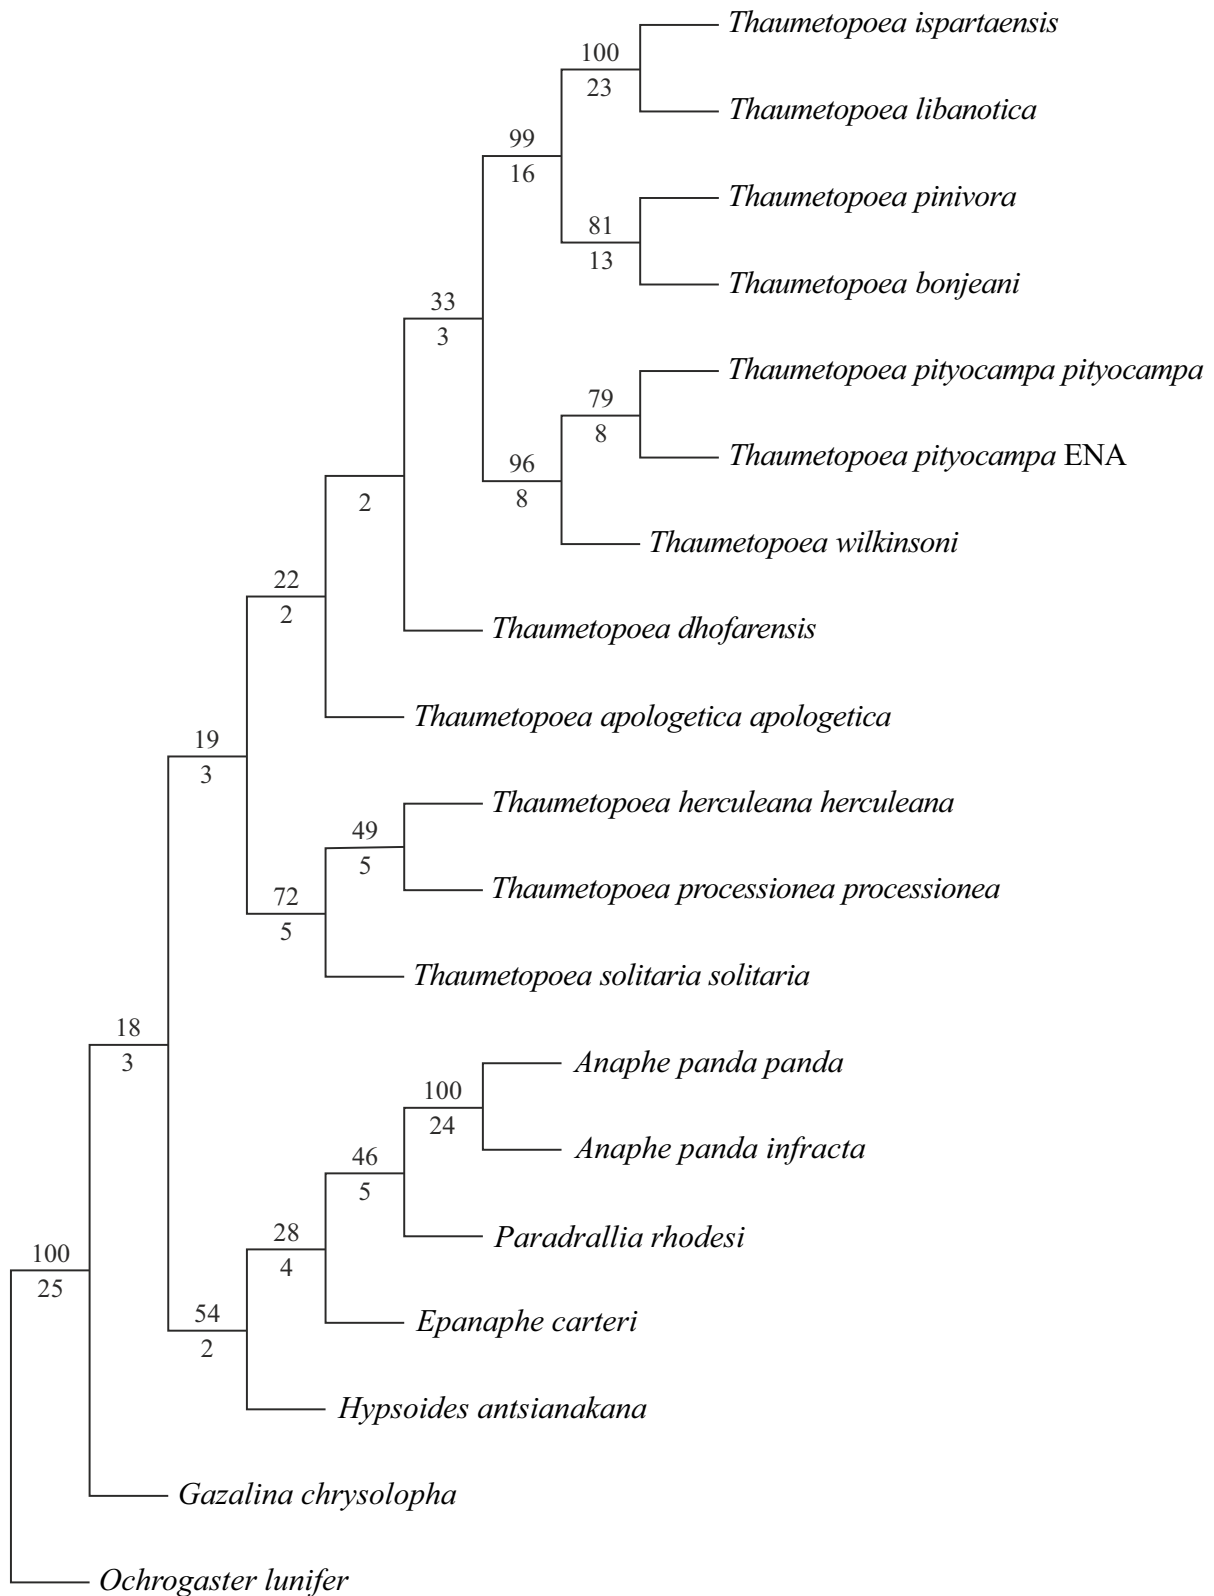 Thaumetopoea ispartaensis
100
23
Thaumetopoea libanotica
99
16
Thaumetopoea pinivora
81
13
Thaumetopoea bonjeani
33
3
Thaumetopoea pityocampa pityocampa
79
8
Thaumetopoea pityocampa ENA
96
8
2
Thaumetopoea wilkinsoni
22
2
Thaumetopoea dhofarensis
Thaumetopoea apologetica apologetica
19
3
Thaumetopoea herculeana herculeana
49
5
Thaumetopoea processionea processionea
72
5
Thaumetopoea solitaria solitaria
18
3
Anaphe panda panda
100
24
Anaphe panda infracta
46
5
Paradrallia rhodesi
28
4
100
25
54
2
Epanaphe carteri
Hypsoides antsianakana
Gazalina chrysolopha
Ochrogaster lunifer